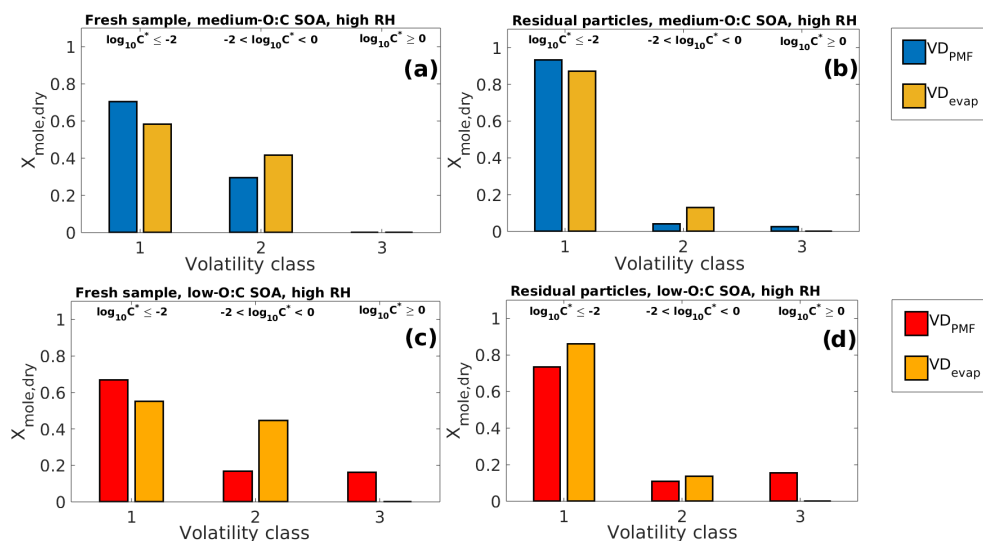 Fresh sample, medium-O:C SOA, high RH
log10C* ≤ -2 -2 < log10C* < 0 log10C* ≥ 0
(a)
1
0.8
0.6
0.4
0.2
0
Xmole,dry
1 2 3
Volatility class
Residual particles, medium-O:C SOA, high RH
log10C* ≤ -2 -2 < log10C* < 0 log10C* ≥ 0
(b)
1
0.8
0.6
0.4
0.2
0
Xmole,dry
1 2 3
Volatility class
VDPMF
VDevap
Fresh sample, low-O:C SOA, high RH
log10C* ≤ -2 -2 < log10C* < 0 log10C* ≥ 0
(c)
1
0.8
0.6
0.4
0.2
0
Xmole,dry
1 2 3
Volatility class
Residual particles, low-O:C SOA, high RH
log10C* ≤ -2 -2 < log10C* < 0 log10C* ≥ 0
(d)
1
0.8
0.6
0.4
0.2
0
Xmole,dry
1 2 3
Volatility class
VDPMF
VDevap